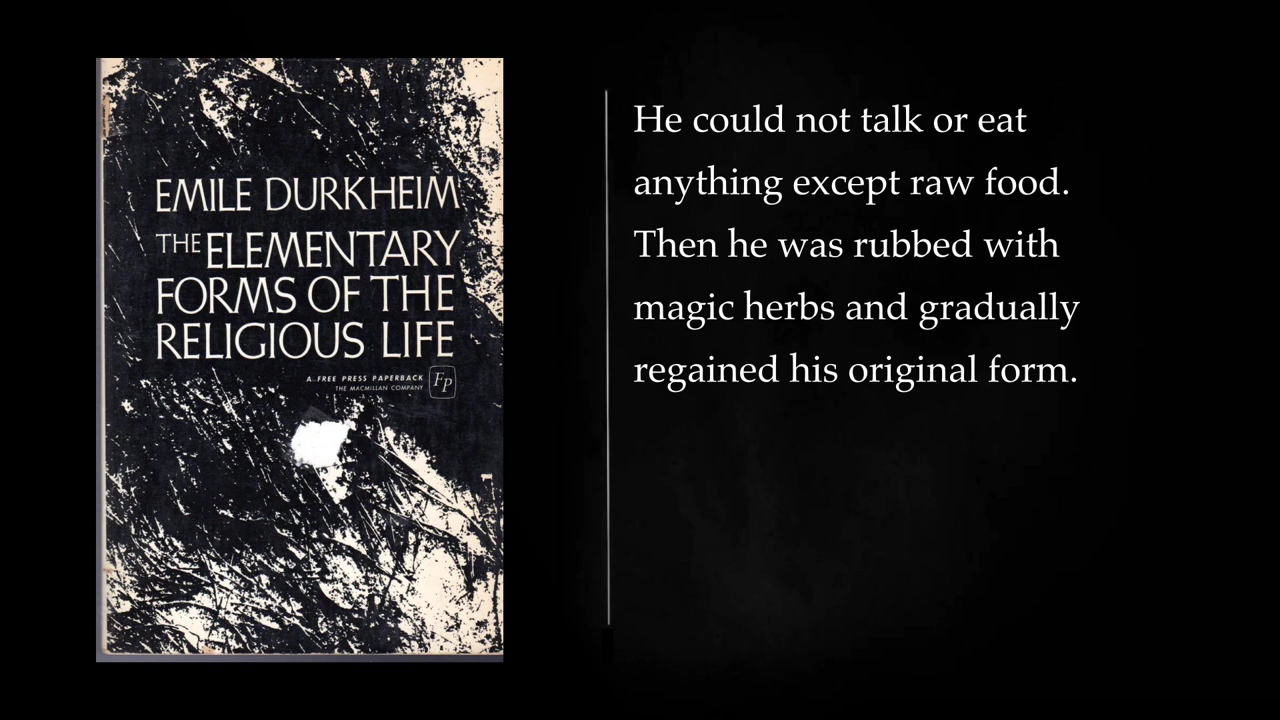 EMILE DURKHEIM
THE ELEMENTARY
FORMS OF THE
RELIGIOUS LIFE
A FREE PRESS PAPERBACK
THE MACMILLAN COMPANY
FP
He could not talk or eat
anything except raw food.
Then he was rubbed with
magic herbs and gradually
regained his original form.